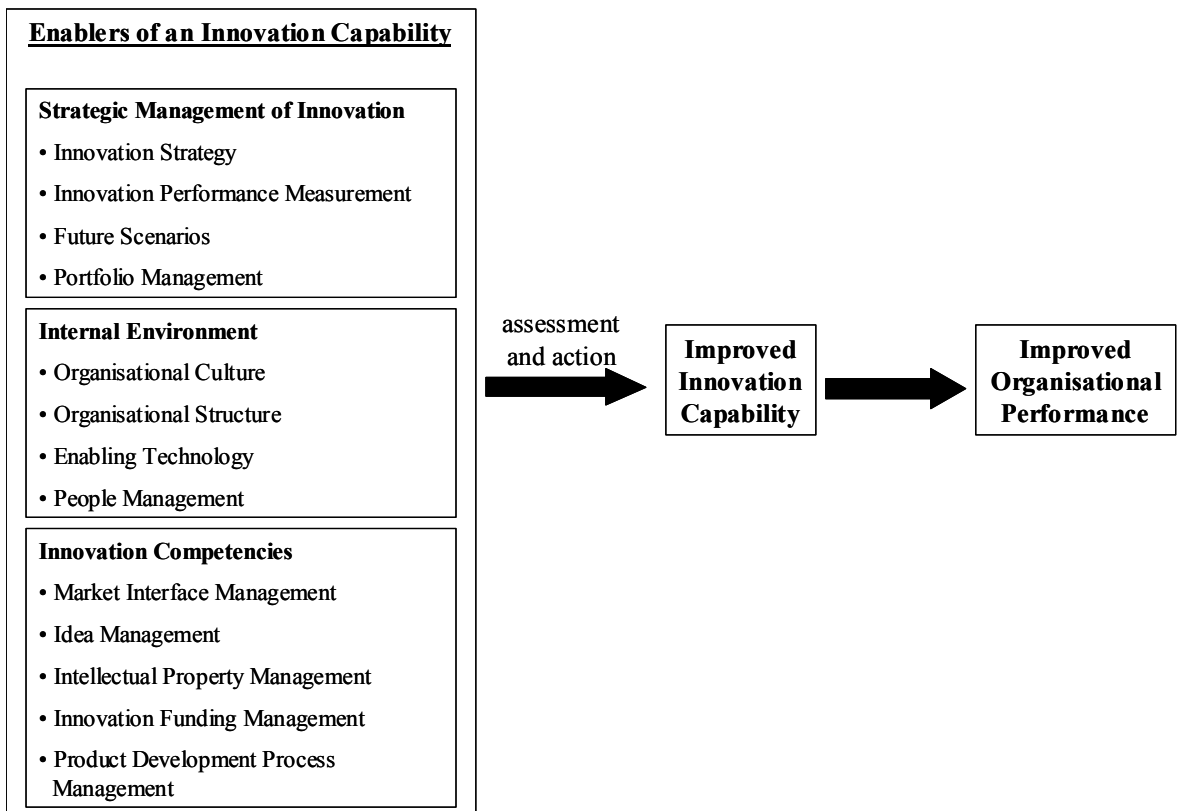 Enablers of an Innovation Capability
Strategic Management of Innovation
• Innovation Strategy
• Innovation Performance Measurement
• Future Scenarios
• Portfolio Management
Internal Environment
• Organisational Culture
• Organisational Structure
• Enabling Technology
• People Management
Innovation Competencies
• Market Interface Management
• Idea Management
• Intellectual Property Management
• Innovation Funding Management
• Product Development Process
Management
assessment
and action
Improved
Innovation
Capability
Improved
Organisational
Performance